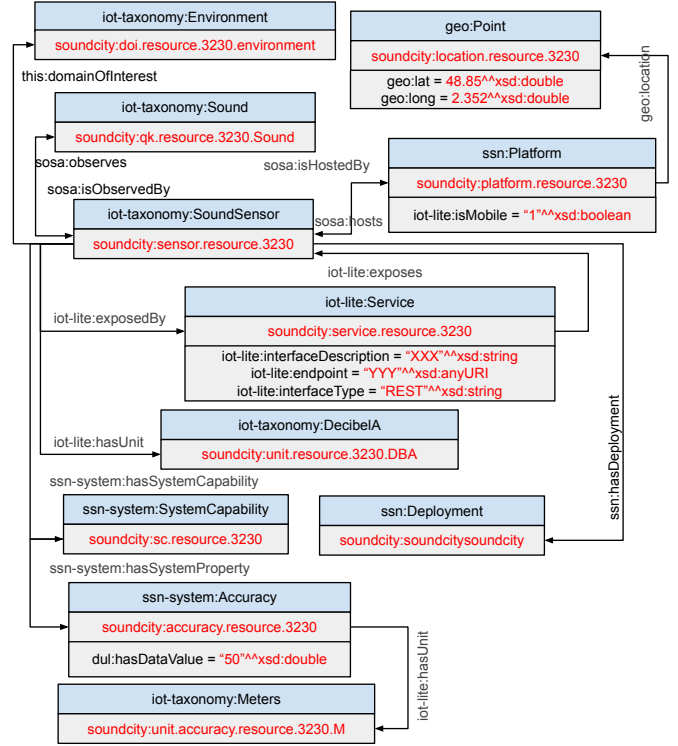 iot-taxonomy:Environment
soundcity:doi.resource.3230.environment
this:domainOfInterest
geo:Point
soundcity:location.resource.3230
geo:lat = 48.85^^xsd:double
geo:long = 2.352^^xsd:double
geo:location
iot-taxonomy:Sound
soundcity:qk.resource.3230.Sound
sosa:observes
sosa:isObservedBy
sosa:isHostedBy
sosa:hosts
ssn:Platform
soundcity:platform.resource.3230
iot-lite:isMobile = “1”^^xsd:boolean
iot-taxonomy:SoundSensor
soundcity:sensor.resource.3230
iot-lite:exposes
iot-lite:exposedBy
iot-lite:Service
soundcity:service.resource.3230
iot-lite:interfaceDescription = “XXX”^^xsd:string
iot-lite:endpoint = “YYY”^^xsd:anyURI
iot-lite:interfaceType = “REST”^^xsd:string
iot-lite:hasUnit
iot-taxonomy:DecibelA
soundcity:unit.resource.3230.DBA
ssn:hasDeployment
ssn-system:hasSystemCapability
ssn-system:SystemCapability
soundcity:sc.resource.3230
ssn:Deployment
soundcity:soundcitysoundcity
ssn-system:hasSystemProperty
ssn-system:Accuracy
soundcity:accuracy.resource.3230
dul:hasDataValue = “50”^^xsd:double
iot-lite:hasUnit
iot-taxonomy:Meters
soundcity:unit.accuracy.resource.3230.M